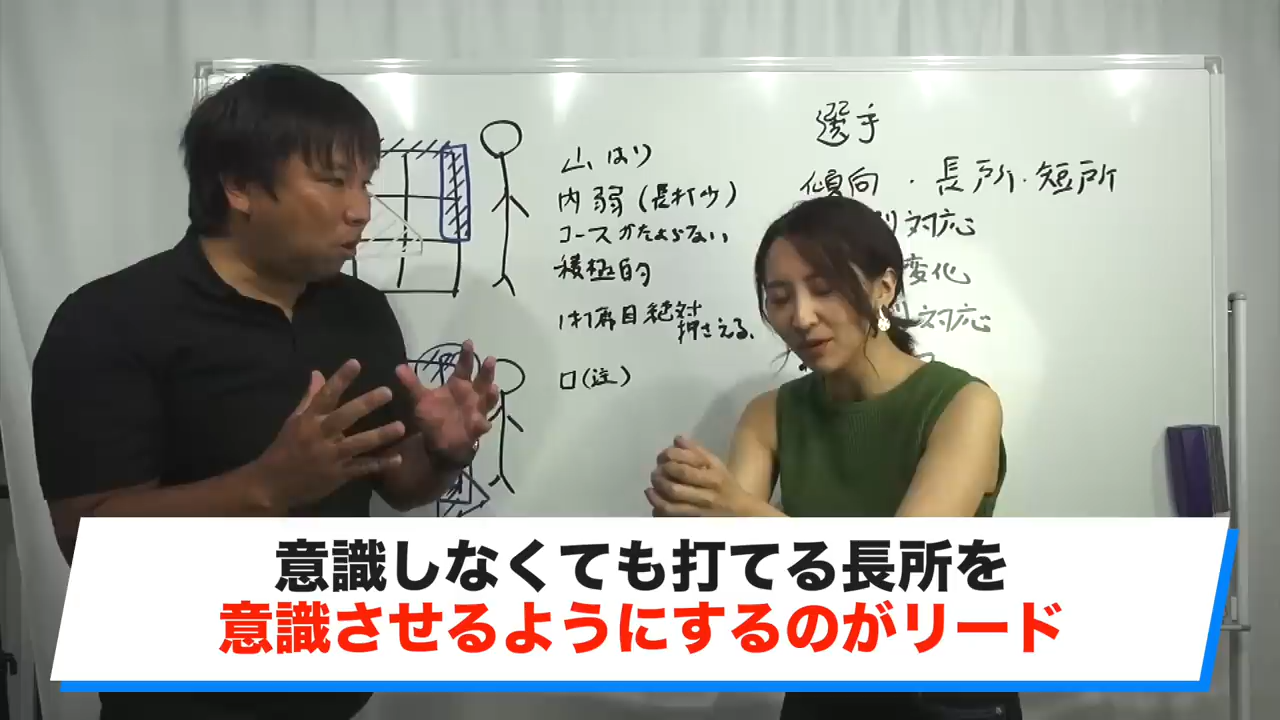 選手
傾向・長所・短所
対応
変化
対応
山はり
内弱(長打少)
コースかたよらない
積極的
1打席目絶対
押さえる。
口(注)
意識しなくても打てる長所を
意識させるようにするのがリード